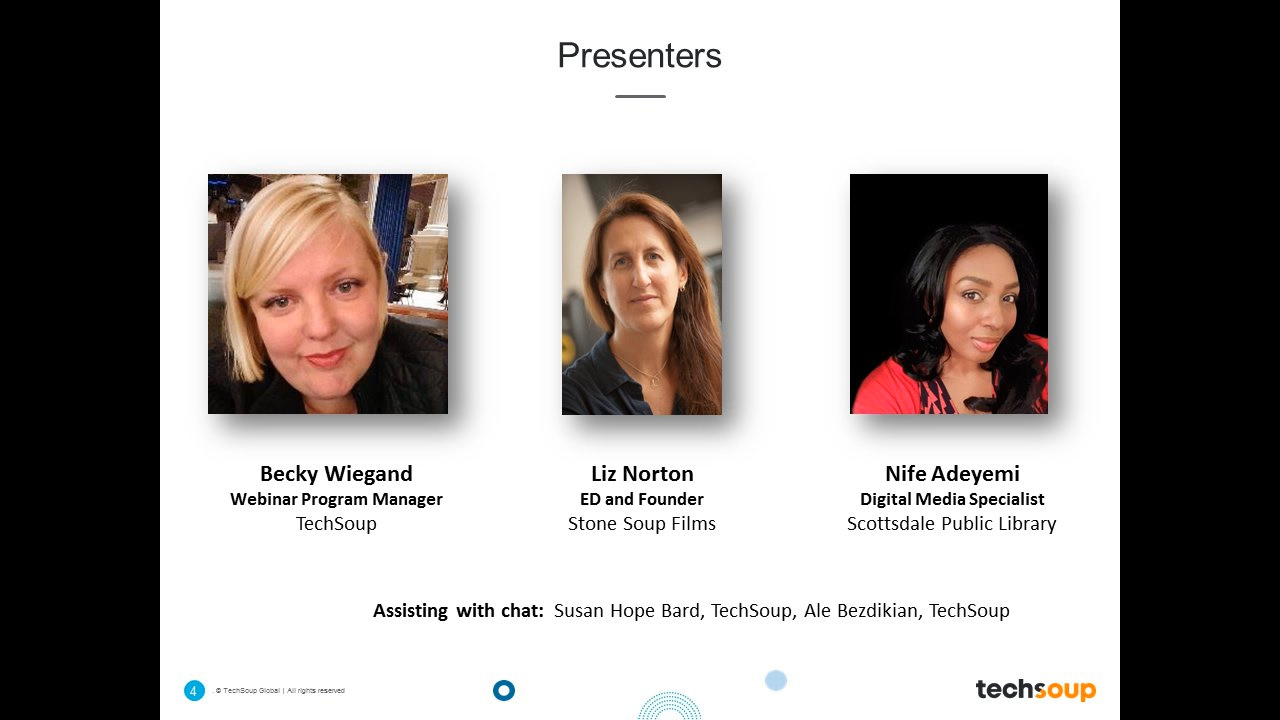 Presenters
Becky Wiegand
Webinar Program Manager
TechSoup
Liz Norton
ED and Founder
Stone Soup Films
Nife Adeyemi
Digital Media Specialist
Scottsdale Public Library
Assisting with chat: Susan Hope Bard, TechSoup, Ale Bezdikian, TechSoup
4 . © TechSoup Global | All rights reserved
techsoup